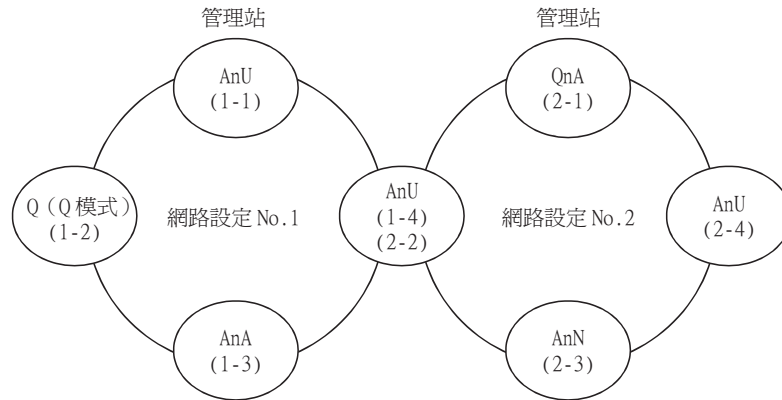 管理站
管理站
AnU
(1-1)
QnA
(2-1)
Q（Q 模式）
(1-2)
網路設定 No.1
AnU
(1-4)
(2-2)
網路設定 No.2
AnU
(2-4)
AnA
(1-3)
AnN
(2-3)